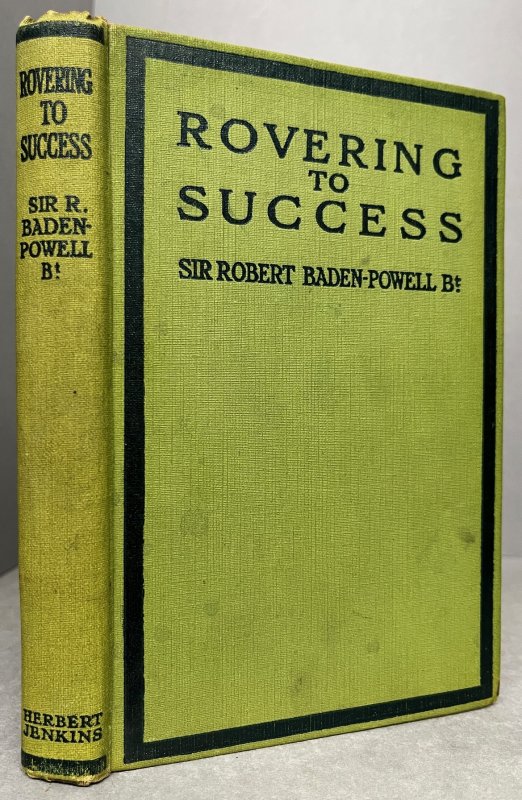 ROVERING
TO
SUCCESS
SIR R.
BADEN-
POWELL
Bt
HERBERT
JENKINS
ROVERING
TO
SUCCESS
SIR ROBERT BADEN-POWELL Bt